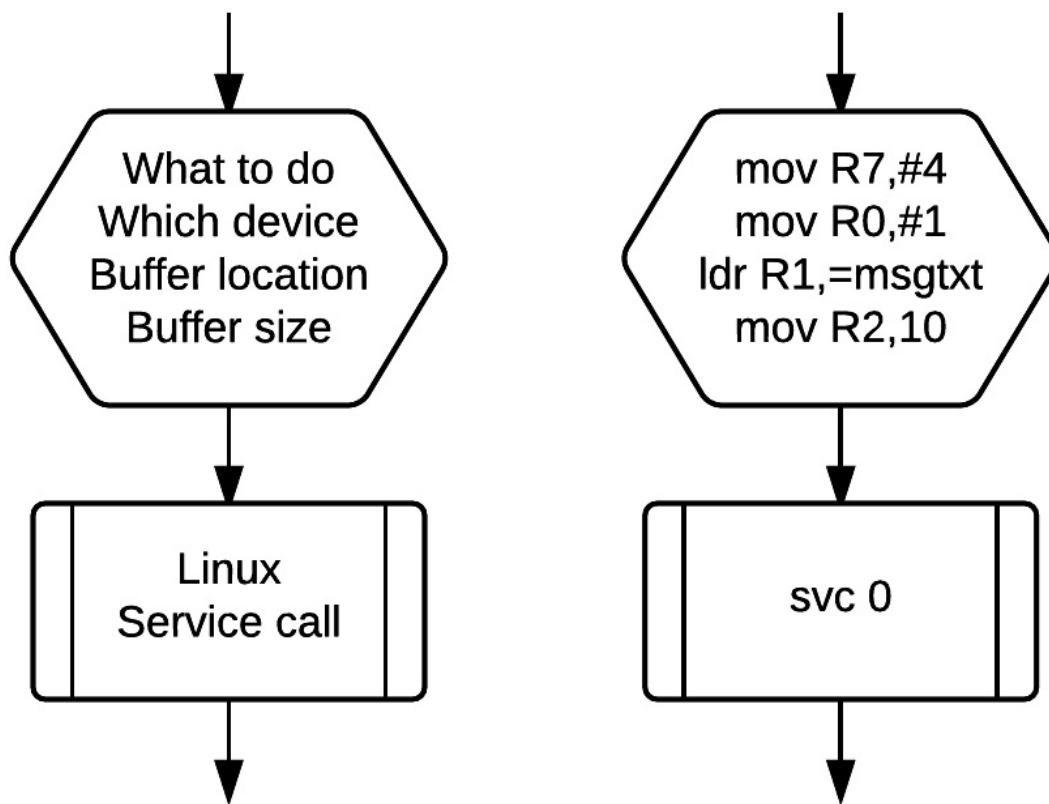 What to do
Which device
Buffer location
Buffer size
Linux
Service call
mov R7,#4
mov R0,#1
ldr R1,=msgtxt
mov R2,10
svc 0